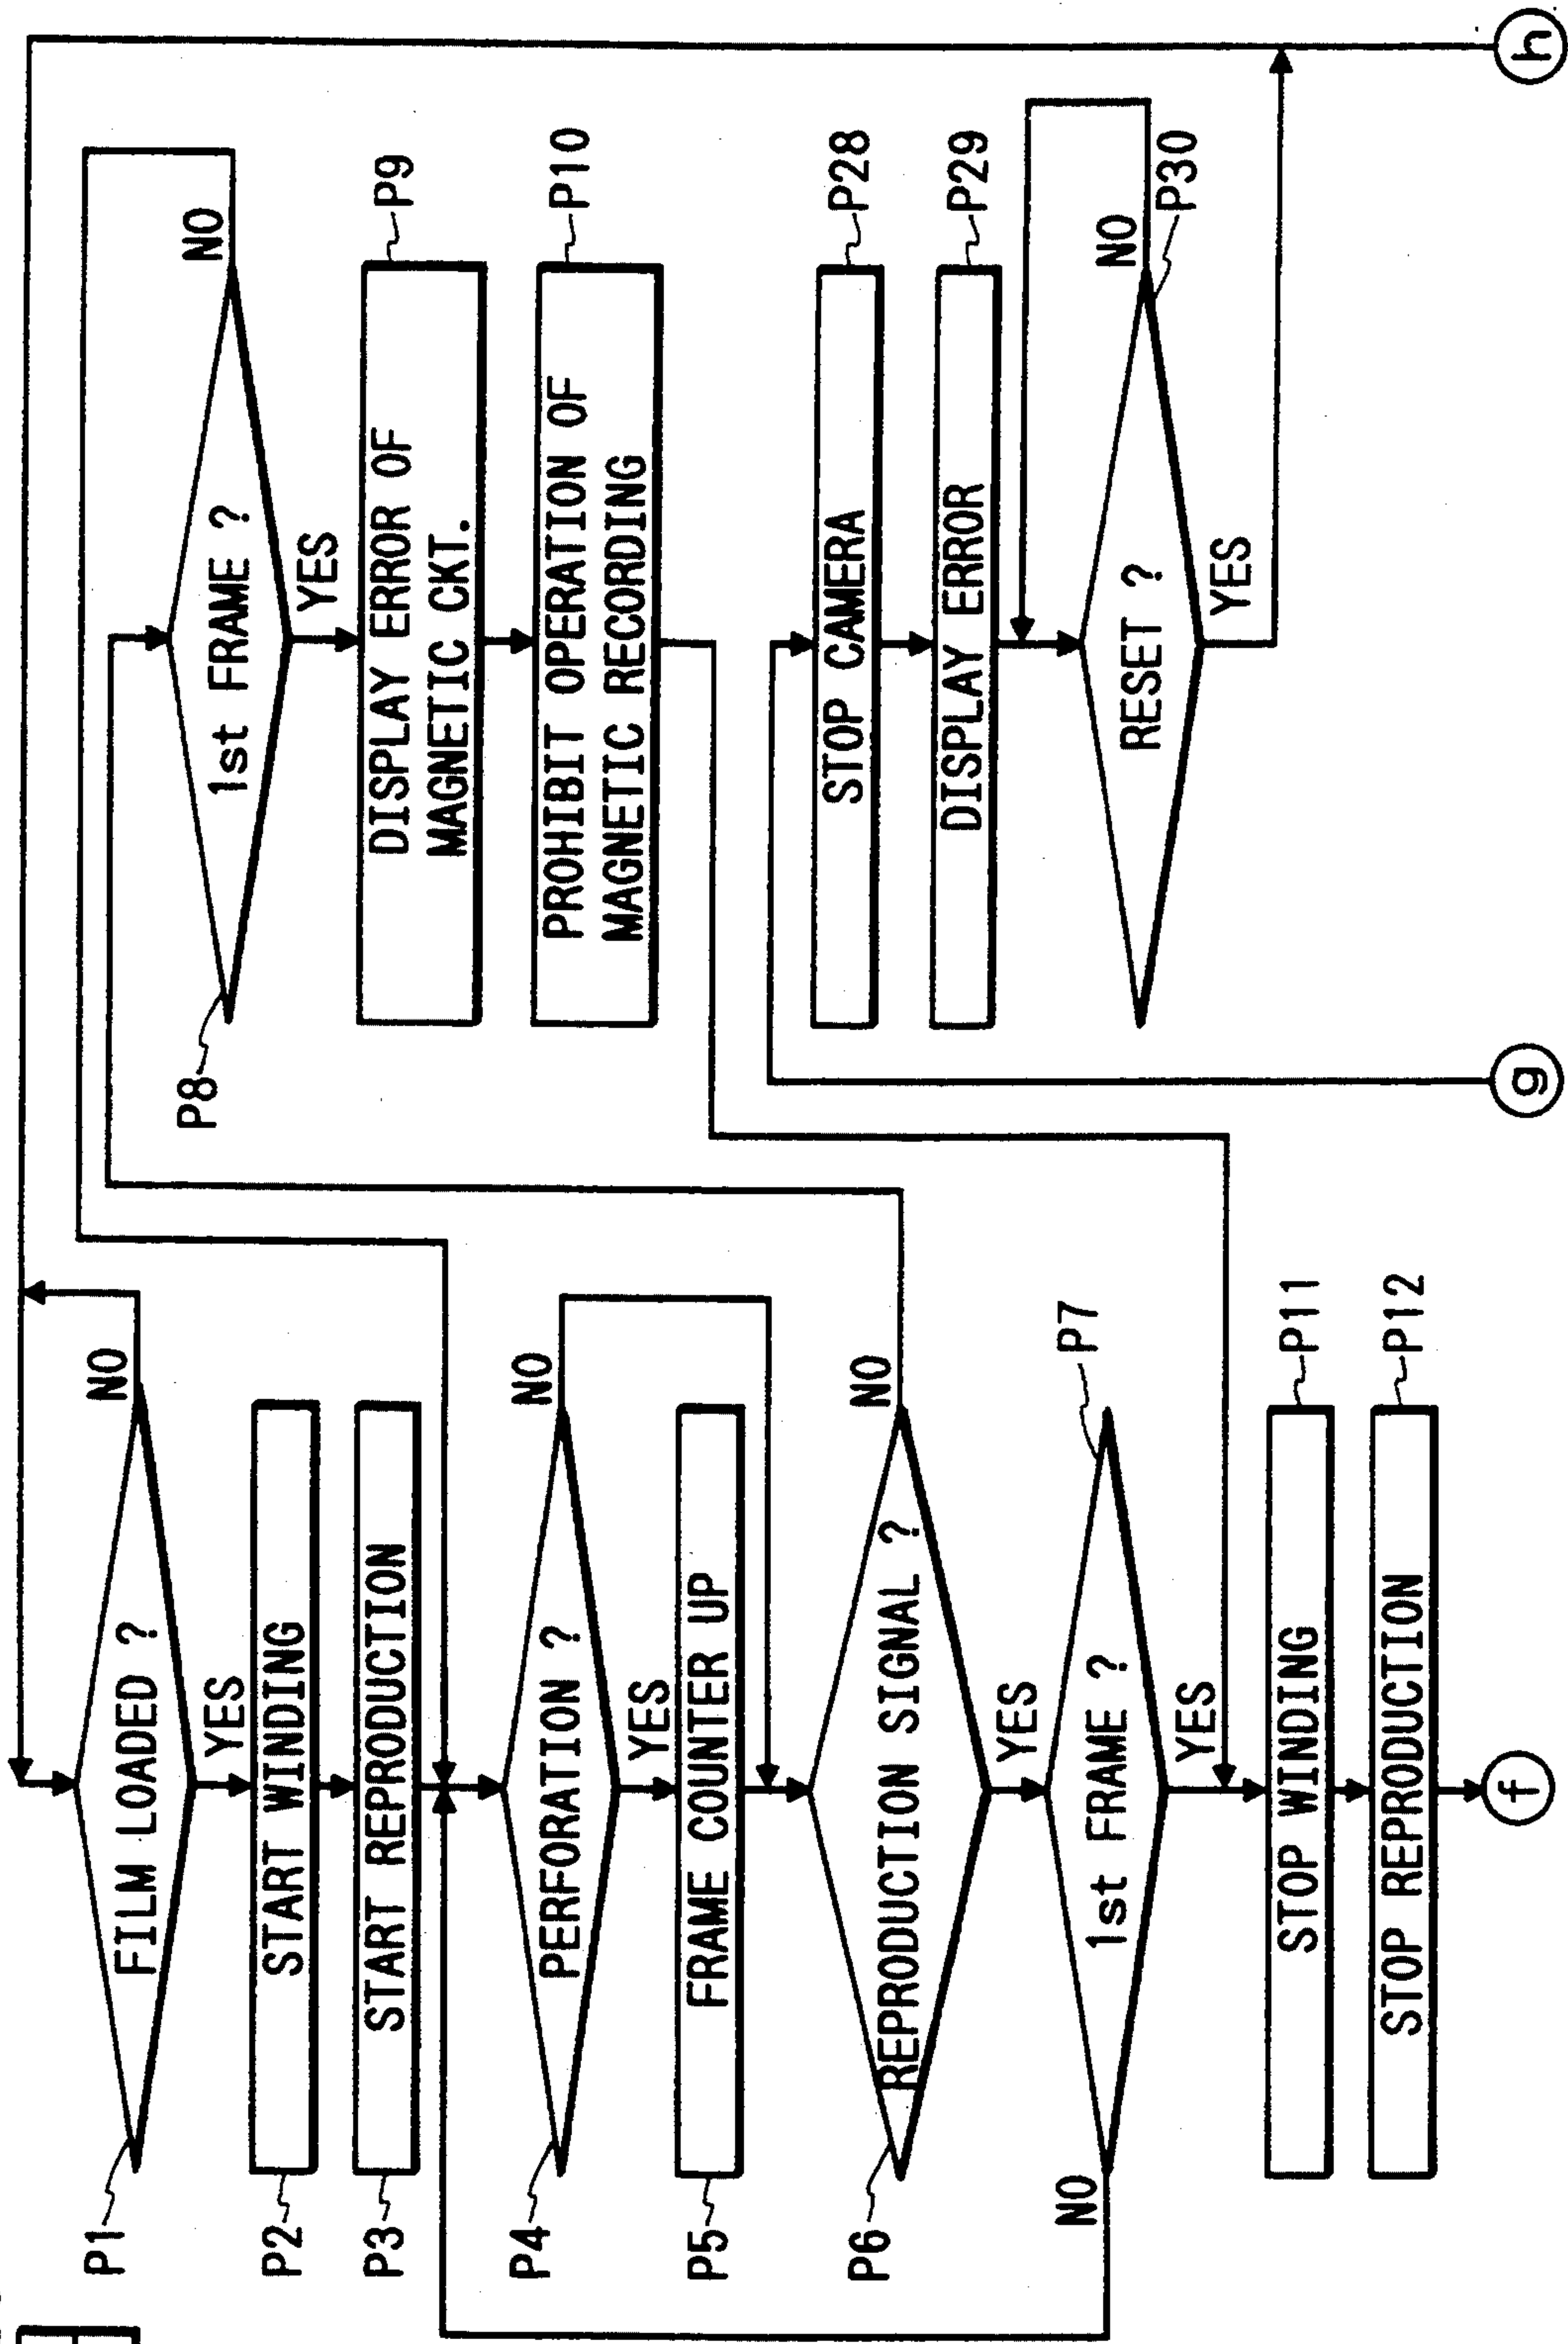 P1
FILM LOADED ?
NO
YES
P2
START WINDING
P3
START REPRODUCTION
P4
PERFORATION ?
NO
YES
P5
FRAME COUNTER UP
P6
REPRODUCTION SIGNAL ?
NO
YES
P7
1st FRAME ?
NO
YES
STOP WINDING
P11
STOP REPRODUCTION
P12
f
P8
1st FRAME ?
NO
YES
DISPLAY ERROR OF
MAGNETIC CKT.
P9
PROHIBIT OPERATION OF
MAGNETIC RECORDING
P10
STOP CAMERA
P28
DISPLAY ERROR
P29
RESET ?
NO
P30
YES
g
h